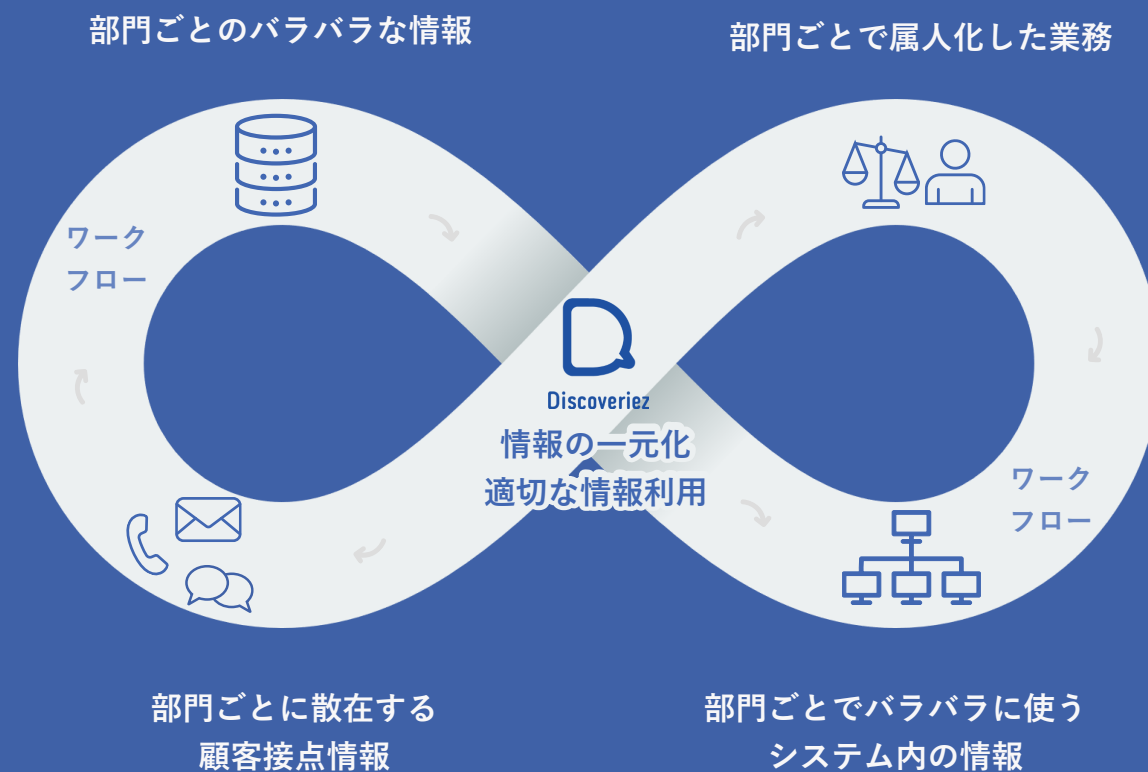 部門ごとのバラバラな情報
部門ごとで属人化した業務
ワーク
フロー
Discoveriez
情報の一元化
適切な情報利用
ワーク
フロー
部門ごとに散在する
顧客接点情報
部門ごとでバラバラに使う
システム内の情報